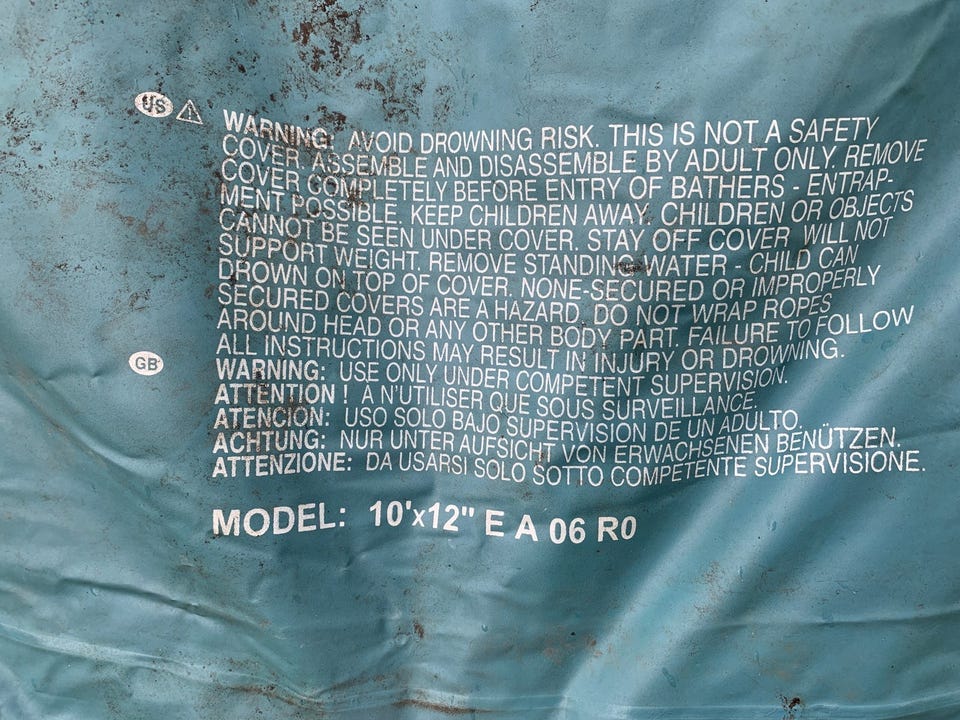 US WARNING: AVOID DROWNING RISK. THIS IS NOT A SAFETY
COVER. ASSEMBLE AND DISASSEMBLE BY ADULT ONLY. REMOVE
COVER COMPLETELY BEFORE ENTRY OF BATHERS - ENTRAP-
MENT POSSIBLE. KEEP CHILDREN AWAY. CHILDREN OR OBJECTS
CANNOT BE SEEN UNDER COVER. STAY OFF COVER, WILL NOT
SUPPORT WEIGHT. REMOVE STANDING WATER - CHILD CAN
DROWN ON TOP OF COVER. NONE-SECURED OR IMPROPERLY
SECURED COVERS ARE A HAZARD. DO NOT WRAP ROPES
AROUND HEAD OR ANY OTHER BODY PART. FAILURE TO FOLLOW
ALL INSTRUCTIONS MAY RESULT IN INJURY OR DROWNING.
GB WARNING: USE ONLY UNDER COMPETENT SUPERVISION.
ATTENTION ! A N'UTILISER QUE SOUS SURVEILLANCE.
ATENCION: USO SOLO BAJO SUPERVISION DE UN ADULTO.
ACHTUNG: NUR UNTER AUFSICHT VON ERWACHSENEN BENÜTZEN.
ATTENZIONE: DA USARSI SOLO SOTTO COMPETENTE SUPERVISIONE.
MODEL: 10'x12" E A 06 R0